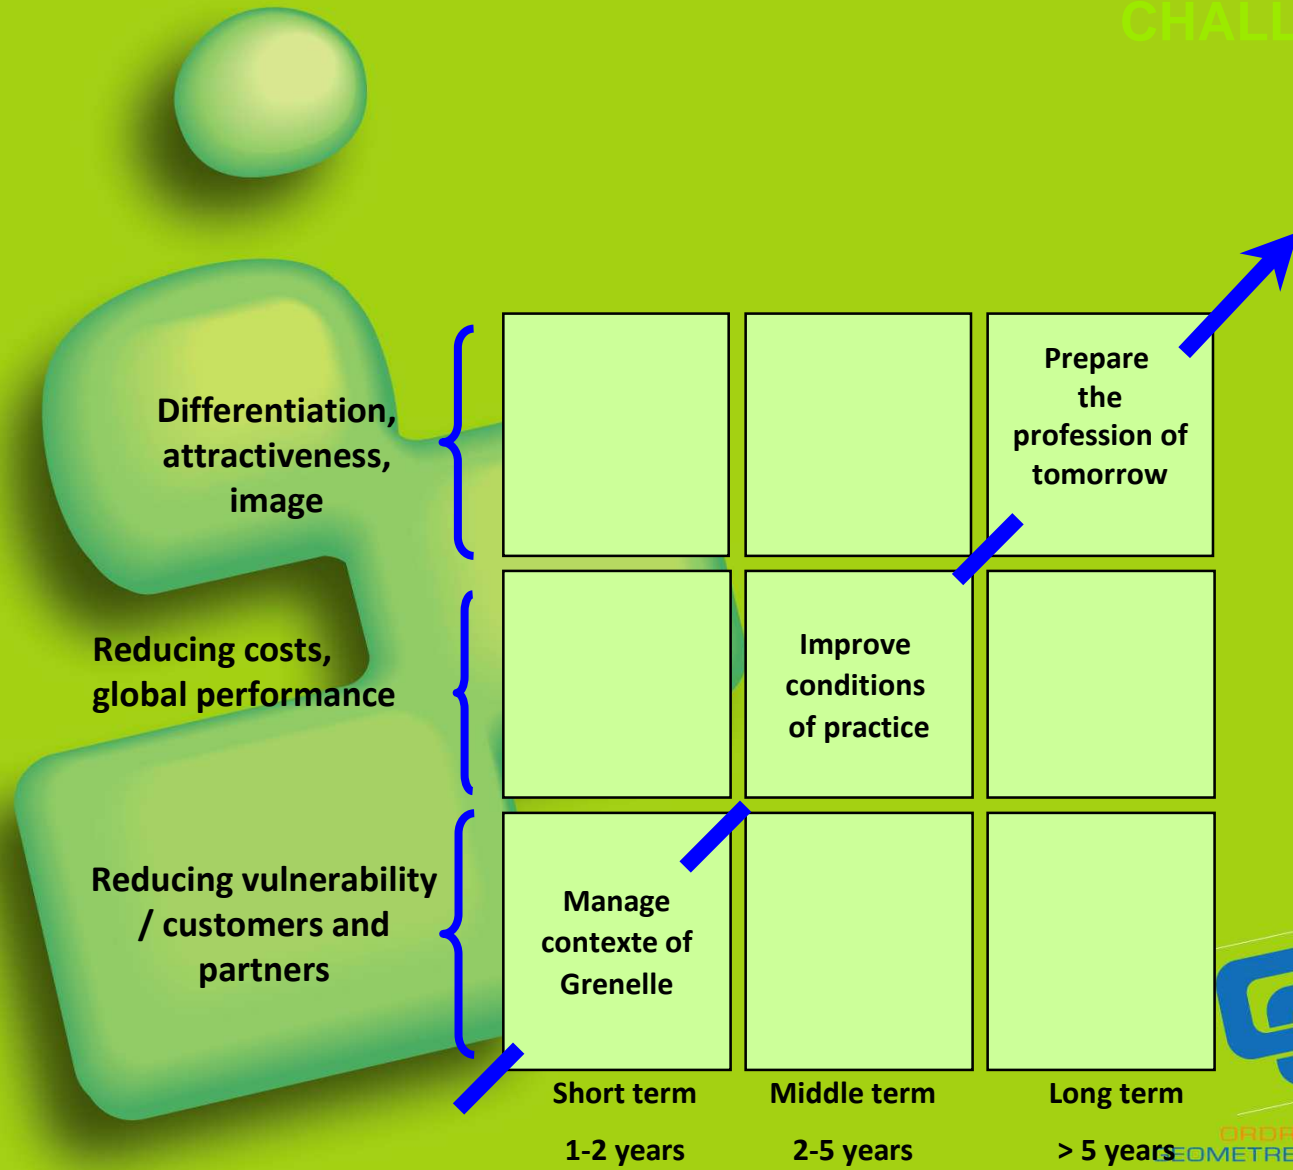 CHALL
Differentiation,
attractiveness,
image
Prepare
the
profession of
tomorrow
Reducing costs,
global performance
Improve
conditions
of practice
Reducing vulnerability
/ customers and
partners
Manage
contexte of
Grenelle
Short term
Middle term
Long term
1-2 years
2-5 years
> 5 years
ORDR
GEOMETRE